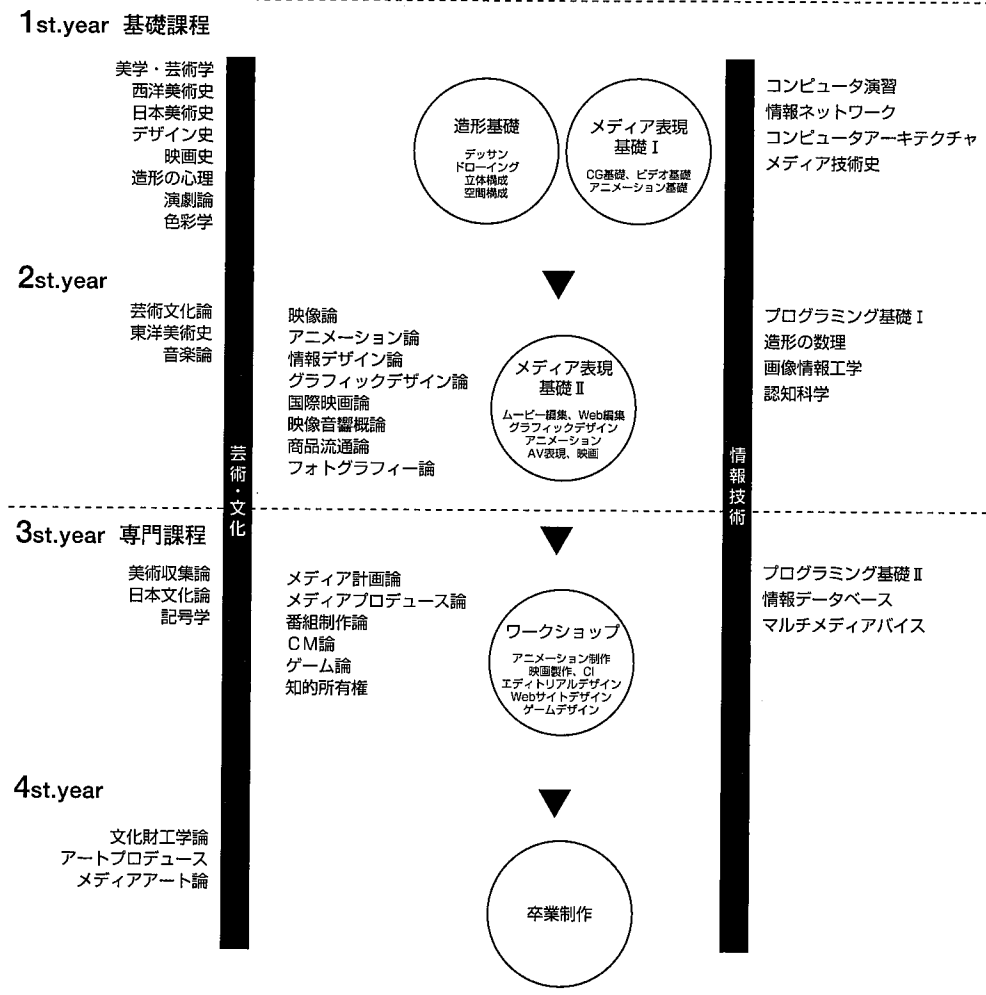 1st.year 基礎課程
美学・芸術学
西洋美術史
日本美術史
デザイン史
映画史
造形の心理
演劇論
色彩学
造形基礎
デッサン
ドローイング
立体構成
空間構成
メディア表現
基礎Ⅰ
CG基礎、ビデオ基礎
アニメーション基礎
コンピュータ演習
情報ネットワーク
コンピュータアーキテクチャ
メディア技術史
2st.year
芸術文化論
東洋美術史
音楽論
映像論
アニメーション論
情報デザイン論
グラフィックデザイン論
国際映画論
映像音響概論
商品流通論
フォトグラフィー論
メディア表現
基礎Ⅱ
ムービー編集、Web編集
グラフィックデザイン
アニメーション
AV表現、映画
プログラミング基礎Ⅰ
造形の数理
画像情報工学
認知科学
芸術・文化
情報技術
3st.year 専門課程
美術収集論
日本文化論
記号学
メディア計画論
メディアプロデュース論
番組制作論
CM論
ゲーム論
知的所有権
ワークショップ
アニメーション制作
映画製作、CI
エディトリアルデザイン
Webサイトデザイン
ゲームデザイン
プログラミング基礎Ⅱ
情報データベース
マルチメディアバイス
4st.year
文化財工学論
アートプロデュース
メディアアート論
卒業制作